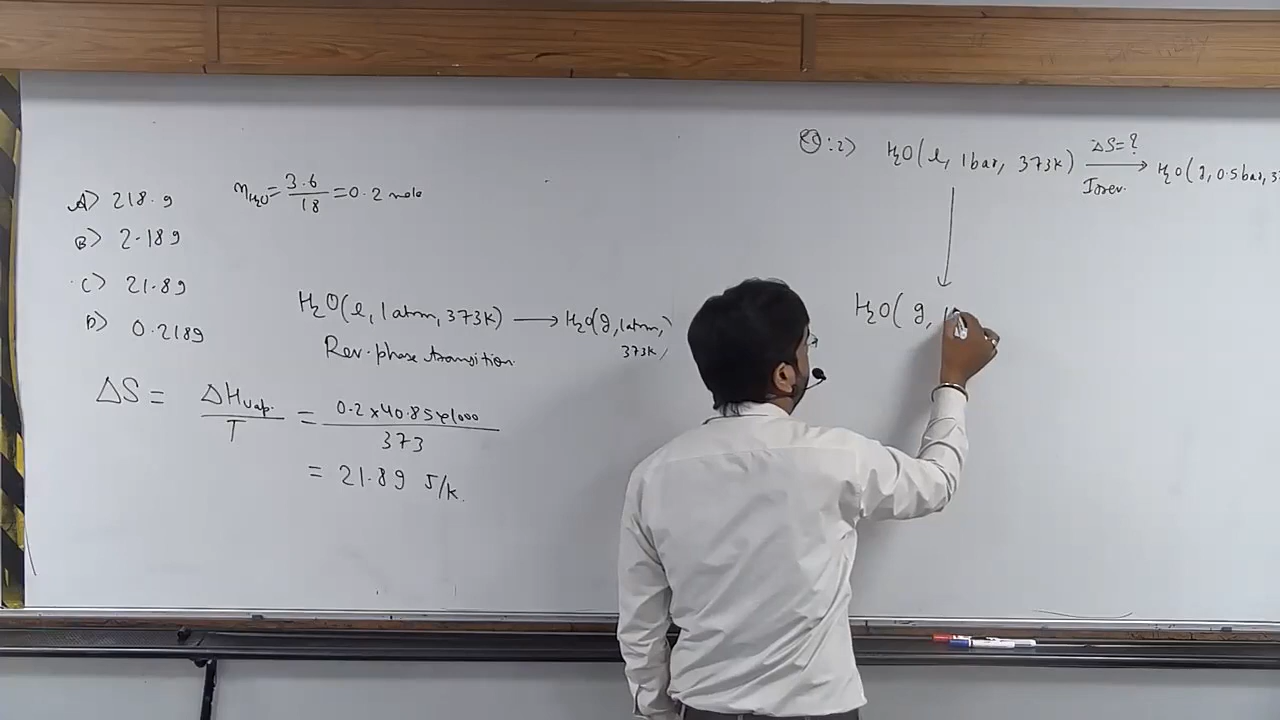 A) 218.9
B) 2.189
C) 21.89
D) 0.2189
nH2O = 3.6/18 = 0.2 mole
H2O(l, 1atm, 373K) → H2O(g, 1atm, 373K)
Rev. phase transition
ΔS = ΔHvap./T = 0.2 × 40.85 × 1000/373
= 21.89 J/K.
:2) H2O(l, 1bar, 373K) ΔS=? → Irrev. H2O(g, 0.5bar, 
H2O( g, 1